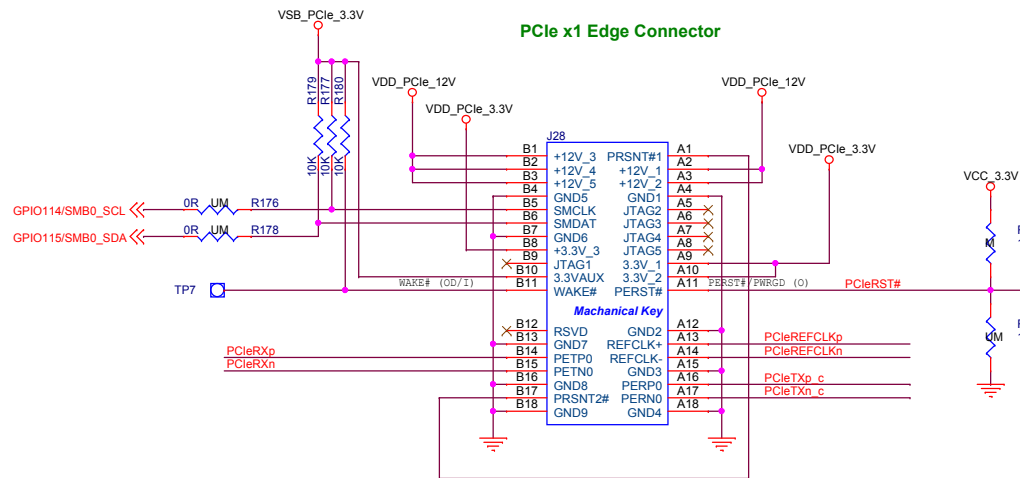 VSB_PCIe_3.3V
PCIe x1 Edge Connector
R179
R177
R180
10K
10K
10K
VDD_PCIe_12V
VDD_PCIe_3.3V
VDD_PCIe_12V
VDD_PCIe_3.3V
VCC_3.3V
J28
B1 +12V_3 PRSNT#1 A1
B2 +12V_4 +12V_1 A2
B3 +12V_5 +12V_2 A3
B4 GND5 GND1 A4
B5 SMCLK JTAG2 A5
B6 SMDAT JTAG3 A6
B7 GND6 JTAG4 A7
B8 +3.3V_3 JTAG5 A8
B9 JTAG1 3.3V_1 A9
B10 3.3VAUX 3.3V_2 A10
B11 WAKE# PERST# A11
GPIO114/SMB0_SCL 0R UM R176
GPIO115/SMB0_SDA 0R UM R178
WAKE# (OD/I)
PERST#/PWRGD (O)
TP7
PCIeRST#
M
UM
Machanical Key
B12 RSVD GND2 A12
B13 GND7 REFCLK+ A13
B14 PETP0 REFCLK- A14
B15 PETN0 GND3 A15
B16 GND8 PERP0 A16
B17 PRSNT2# PERN0 A17
B18 GND9 GND4 A18
PCIeRXp
PCIeRXn
PCIeREFCLKp
PCIeREFCLKn
PCIeTXp_c
PCIeTXn_c